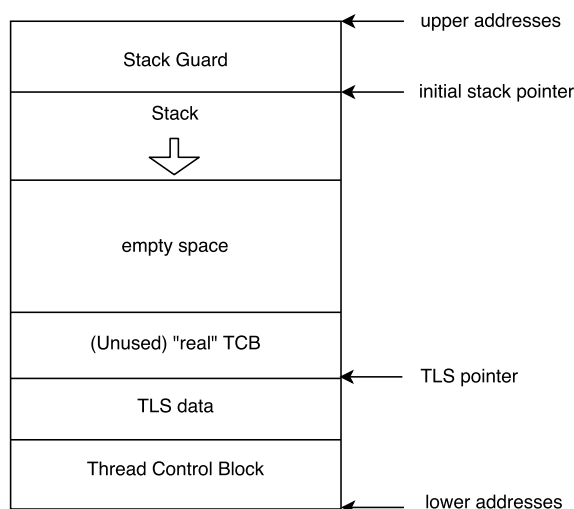 upper addresses
Stack Guard
initial stack pointer
Stack
empty space
(Unused) "real" TCB
TLS pointer
TLS data
Thread Control Block
lower addresses